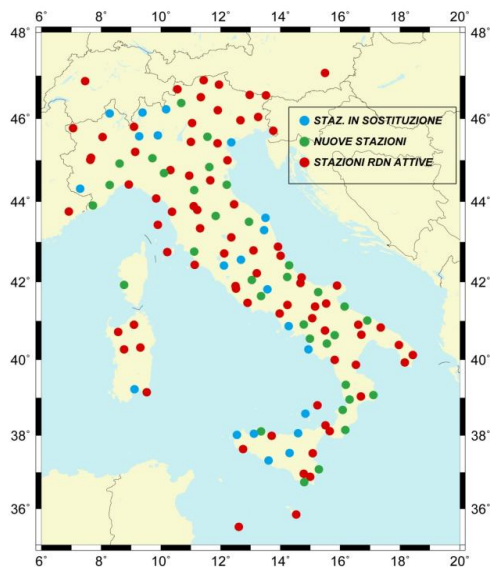 6° 8° 10° 12° 14° 16° 18° 20°
48° 48°
STAZ. IN SOSTITUZIONE
NUOVE STAZIONI
STAZIONI RDN ATTIVE
46° 46°
44° 44°
42° 42°
40° 40°
38° 38°
36° 36°
6° 8° 10° 12° 14° 16° 18° 20°